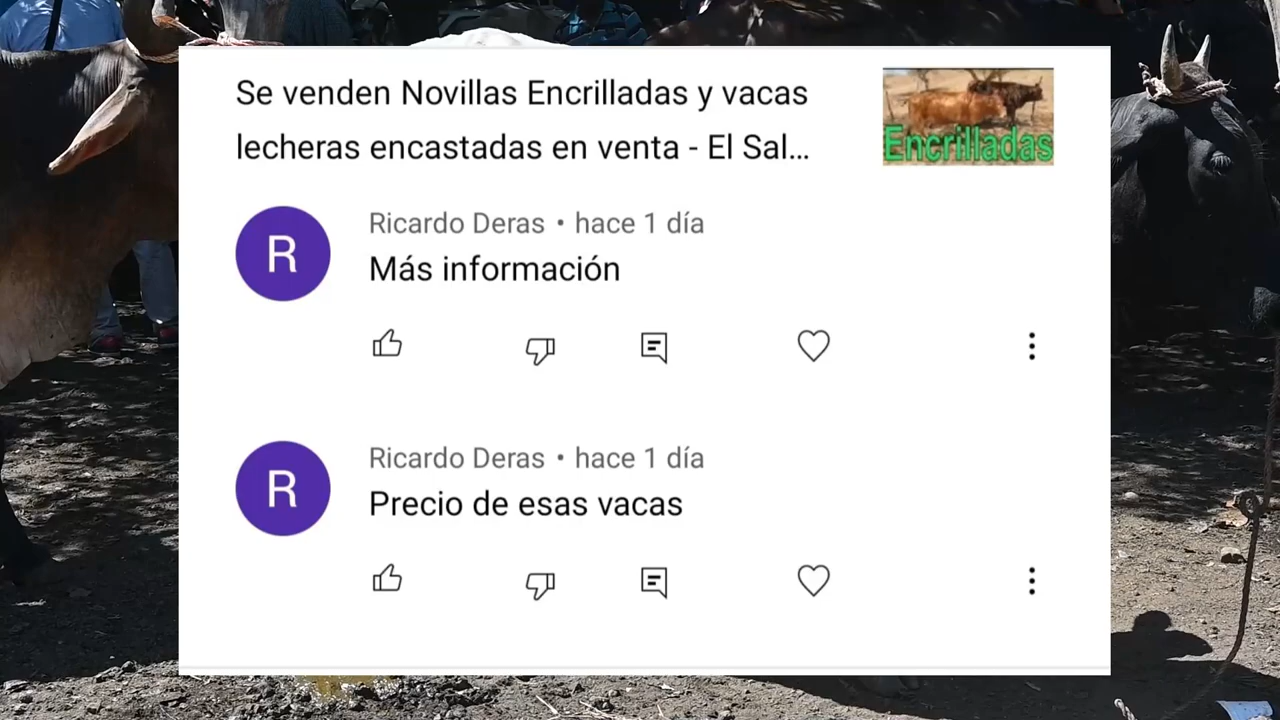 Se venden Novillas Encrilladas y vacas
lecheras encastadas en venta - El Sal...
Encrilladas
R
Ricardo Deras • hace 1 día
Más información
R
Ricardo Deras • hace 1 día
Precio de esas vacas